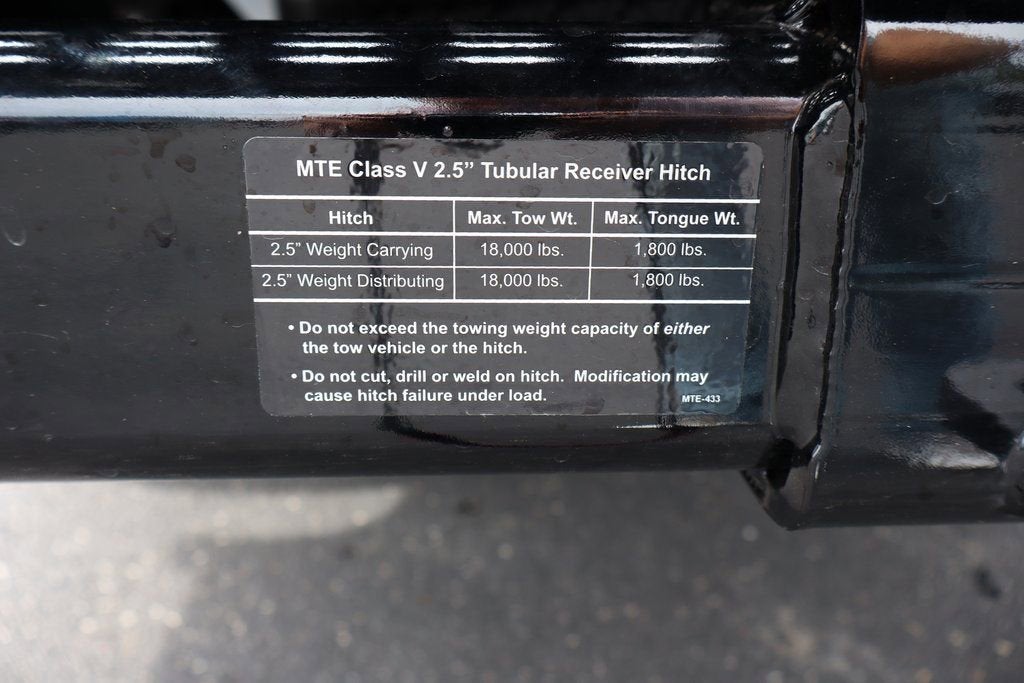 MTE Class V 2.5” Tubular Receiver Hitch
Hitch Max. Tow Wt. Max. Tongue Wt.
2.5” Weight Carrying 18,000 lbs. 1,800 lbs.
2.5” Weight Distributing 18,000 lbs. 1,800 lbs.
• Do not exceed the towing weight capacity of either
the tow vehicle or the hitch.
• Do not cut, drill or weld on hitch. Modification may
cause hitch failure under load.
MTE-433